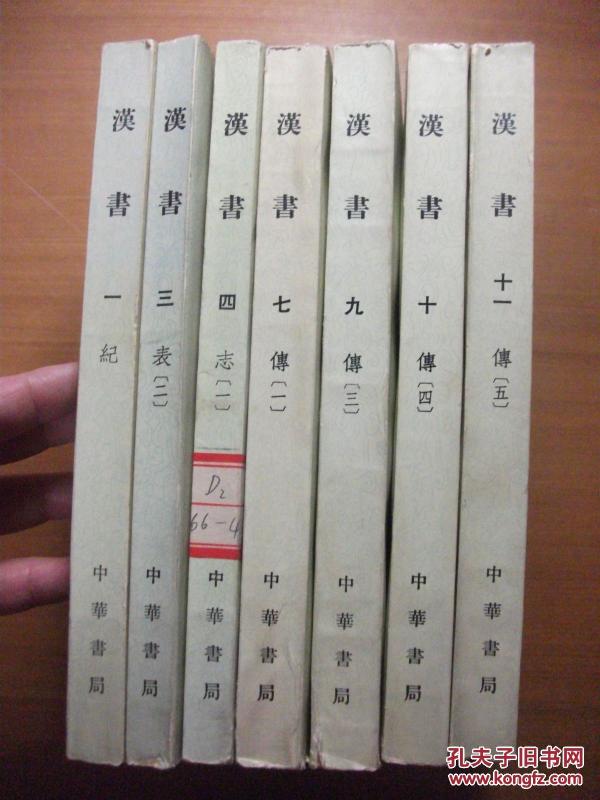 漢書 一 紀 中華書局
漢書 三 表〔二〕 中華書局
漢書 四 志〔一〕 中華書局
D2
66-4
漢書 七 傳〔一〕 中華書局
漢書 九 傳〔三〕 中華書局
漢書 十 傳〔四〕 中華書局
漢書 十一 傳〔五〕 中華書局
孔夫子旧书网
www.kongfz.com